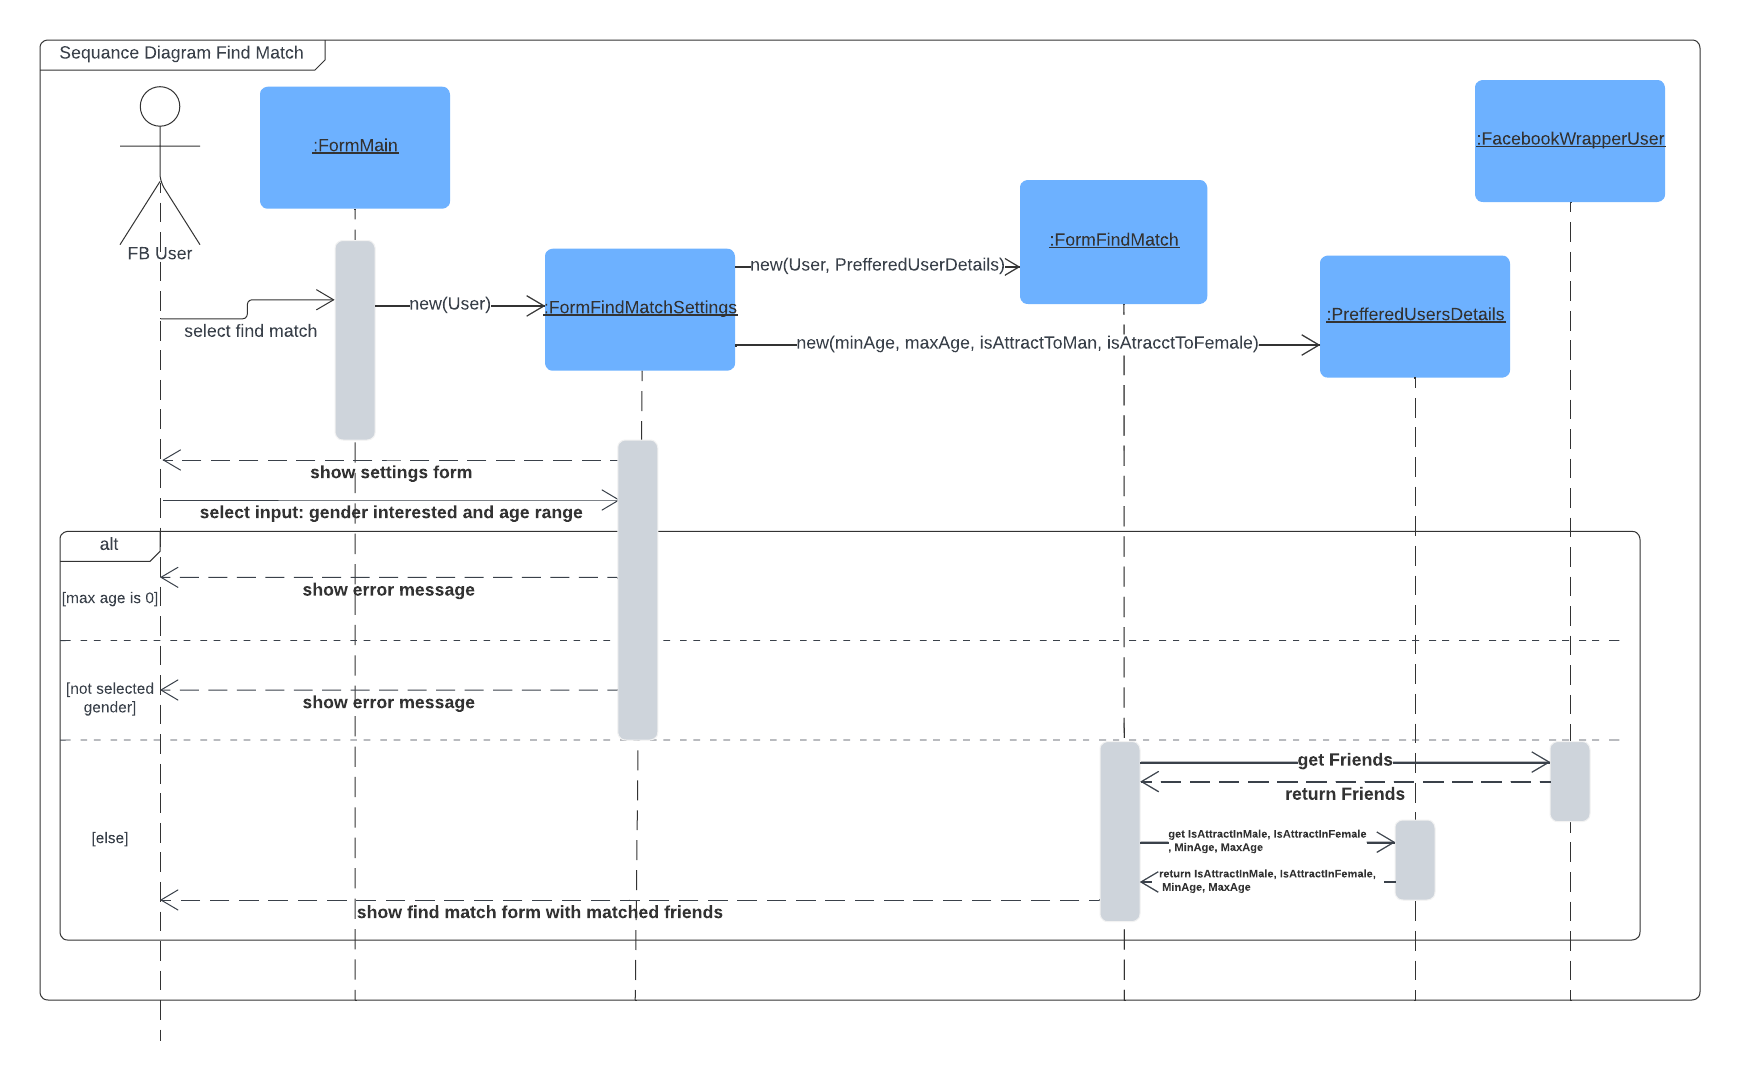 Sequance Diagram Find Match
:FormMain
:FacebookWrapperUser
:FormFindMatch
FB User
new(User, PrefferedUserDetails)
new(User)
:FormFindMatchSettings
:PrefferedUsersDetails
select find match
new(minAge, maxAge, isAttractToMan, isAtracctToFemale)
show settings form
select input: gender interested and age range
alt
show error message
[max age is 0]
[not selected
gender]
show error message
get Friends
return Friends
[else]
get IsAttractInMale, IsAttractInFemale
, MinAge, MaxAge
return IsAttractInMale, IsAttractInFemale,
MinAge, MaxAge
show find match form with matched friends